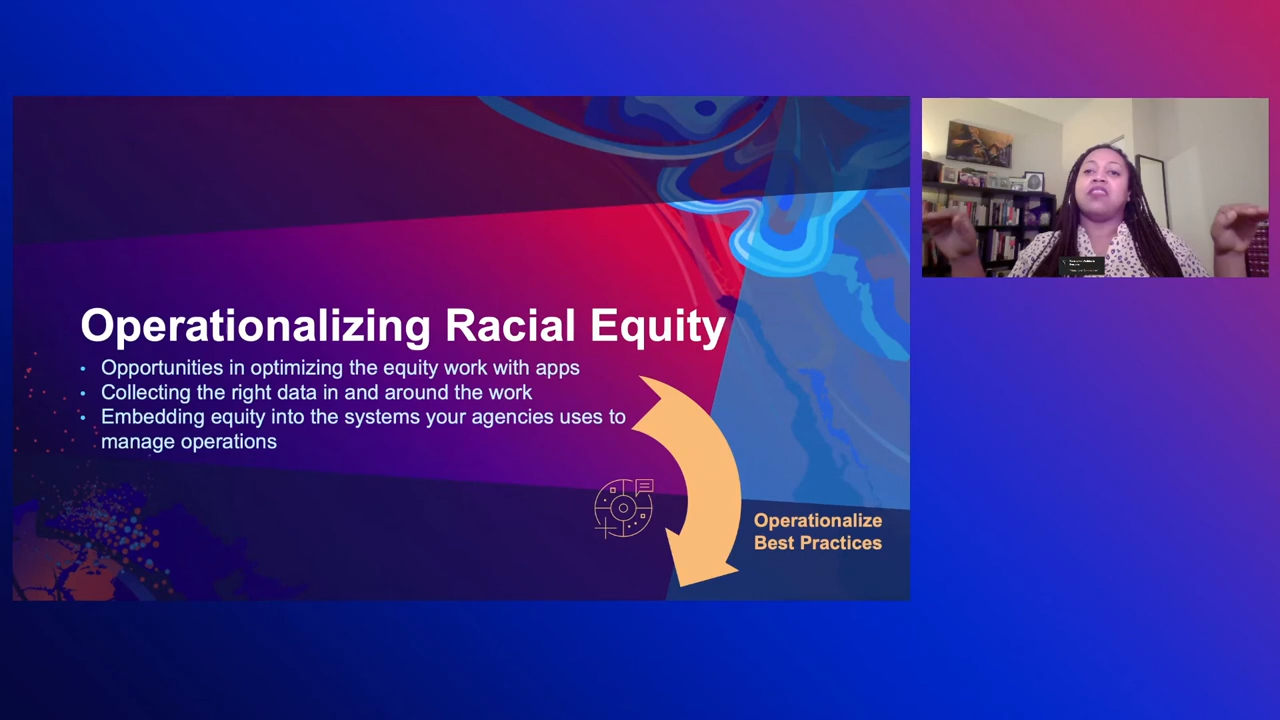 Operationalizing Racial Equity
• Opportunities in optimizing the equity work with apps
• Collecting the right data in and around the work
• Embedding equity into the systems your agencies uses to
manage operations
Operationalize
Best Practices